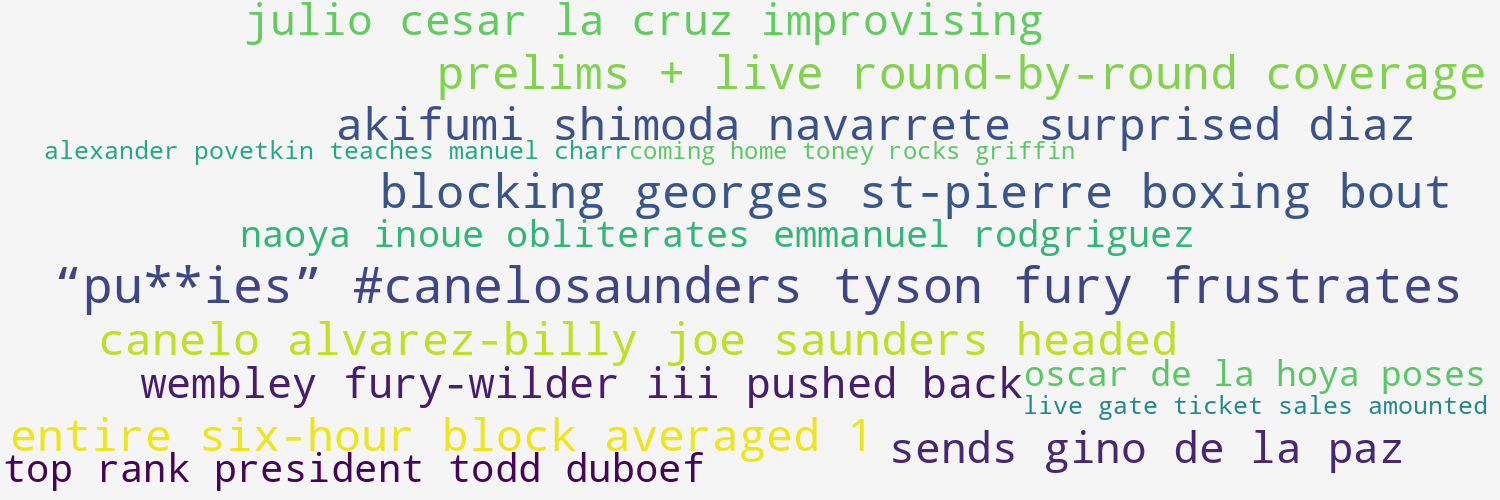 julio cesar la cruz improvising
prelims + live round-by-round coverage
akifumi shimoda navarrete surprised diaz
alexander povetkin teaches manuel charr
coming home toney rocks griffin
blocking georges st-pierre boxing bout
naoya inoue obliterates emmanuel rodgriguez
“pu**ies” #canelosaunders tyson fury frustrates
canelo alvarez-billy joe saunders headed
wembley fury-wilder iii pushed back
oscar de la hoya poses
live gate ticket sales amounted
entire six-hour block averaged 1
sends gino de la paz
top rank president todd duboef